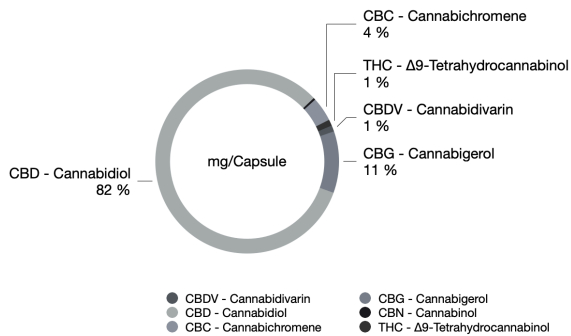 CBC - Cannabichromene
4 %
THC - Δ9-Tetrahydrocannabinol
1 %
CBDV - Cannabidivarin
1 %
CBG - Cannabigerol
11 %
mg/Capsule
CBD - Cannabidiol
82 %
CBDV - Cannabidivarin
CBD - Cannabidiol
CBC - Cannabichromene
CBG - Cannabigerol
CBN - Cannabinol
THC - Δ9-Tetrahydrocannabinol